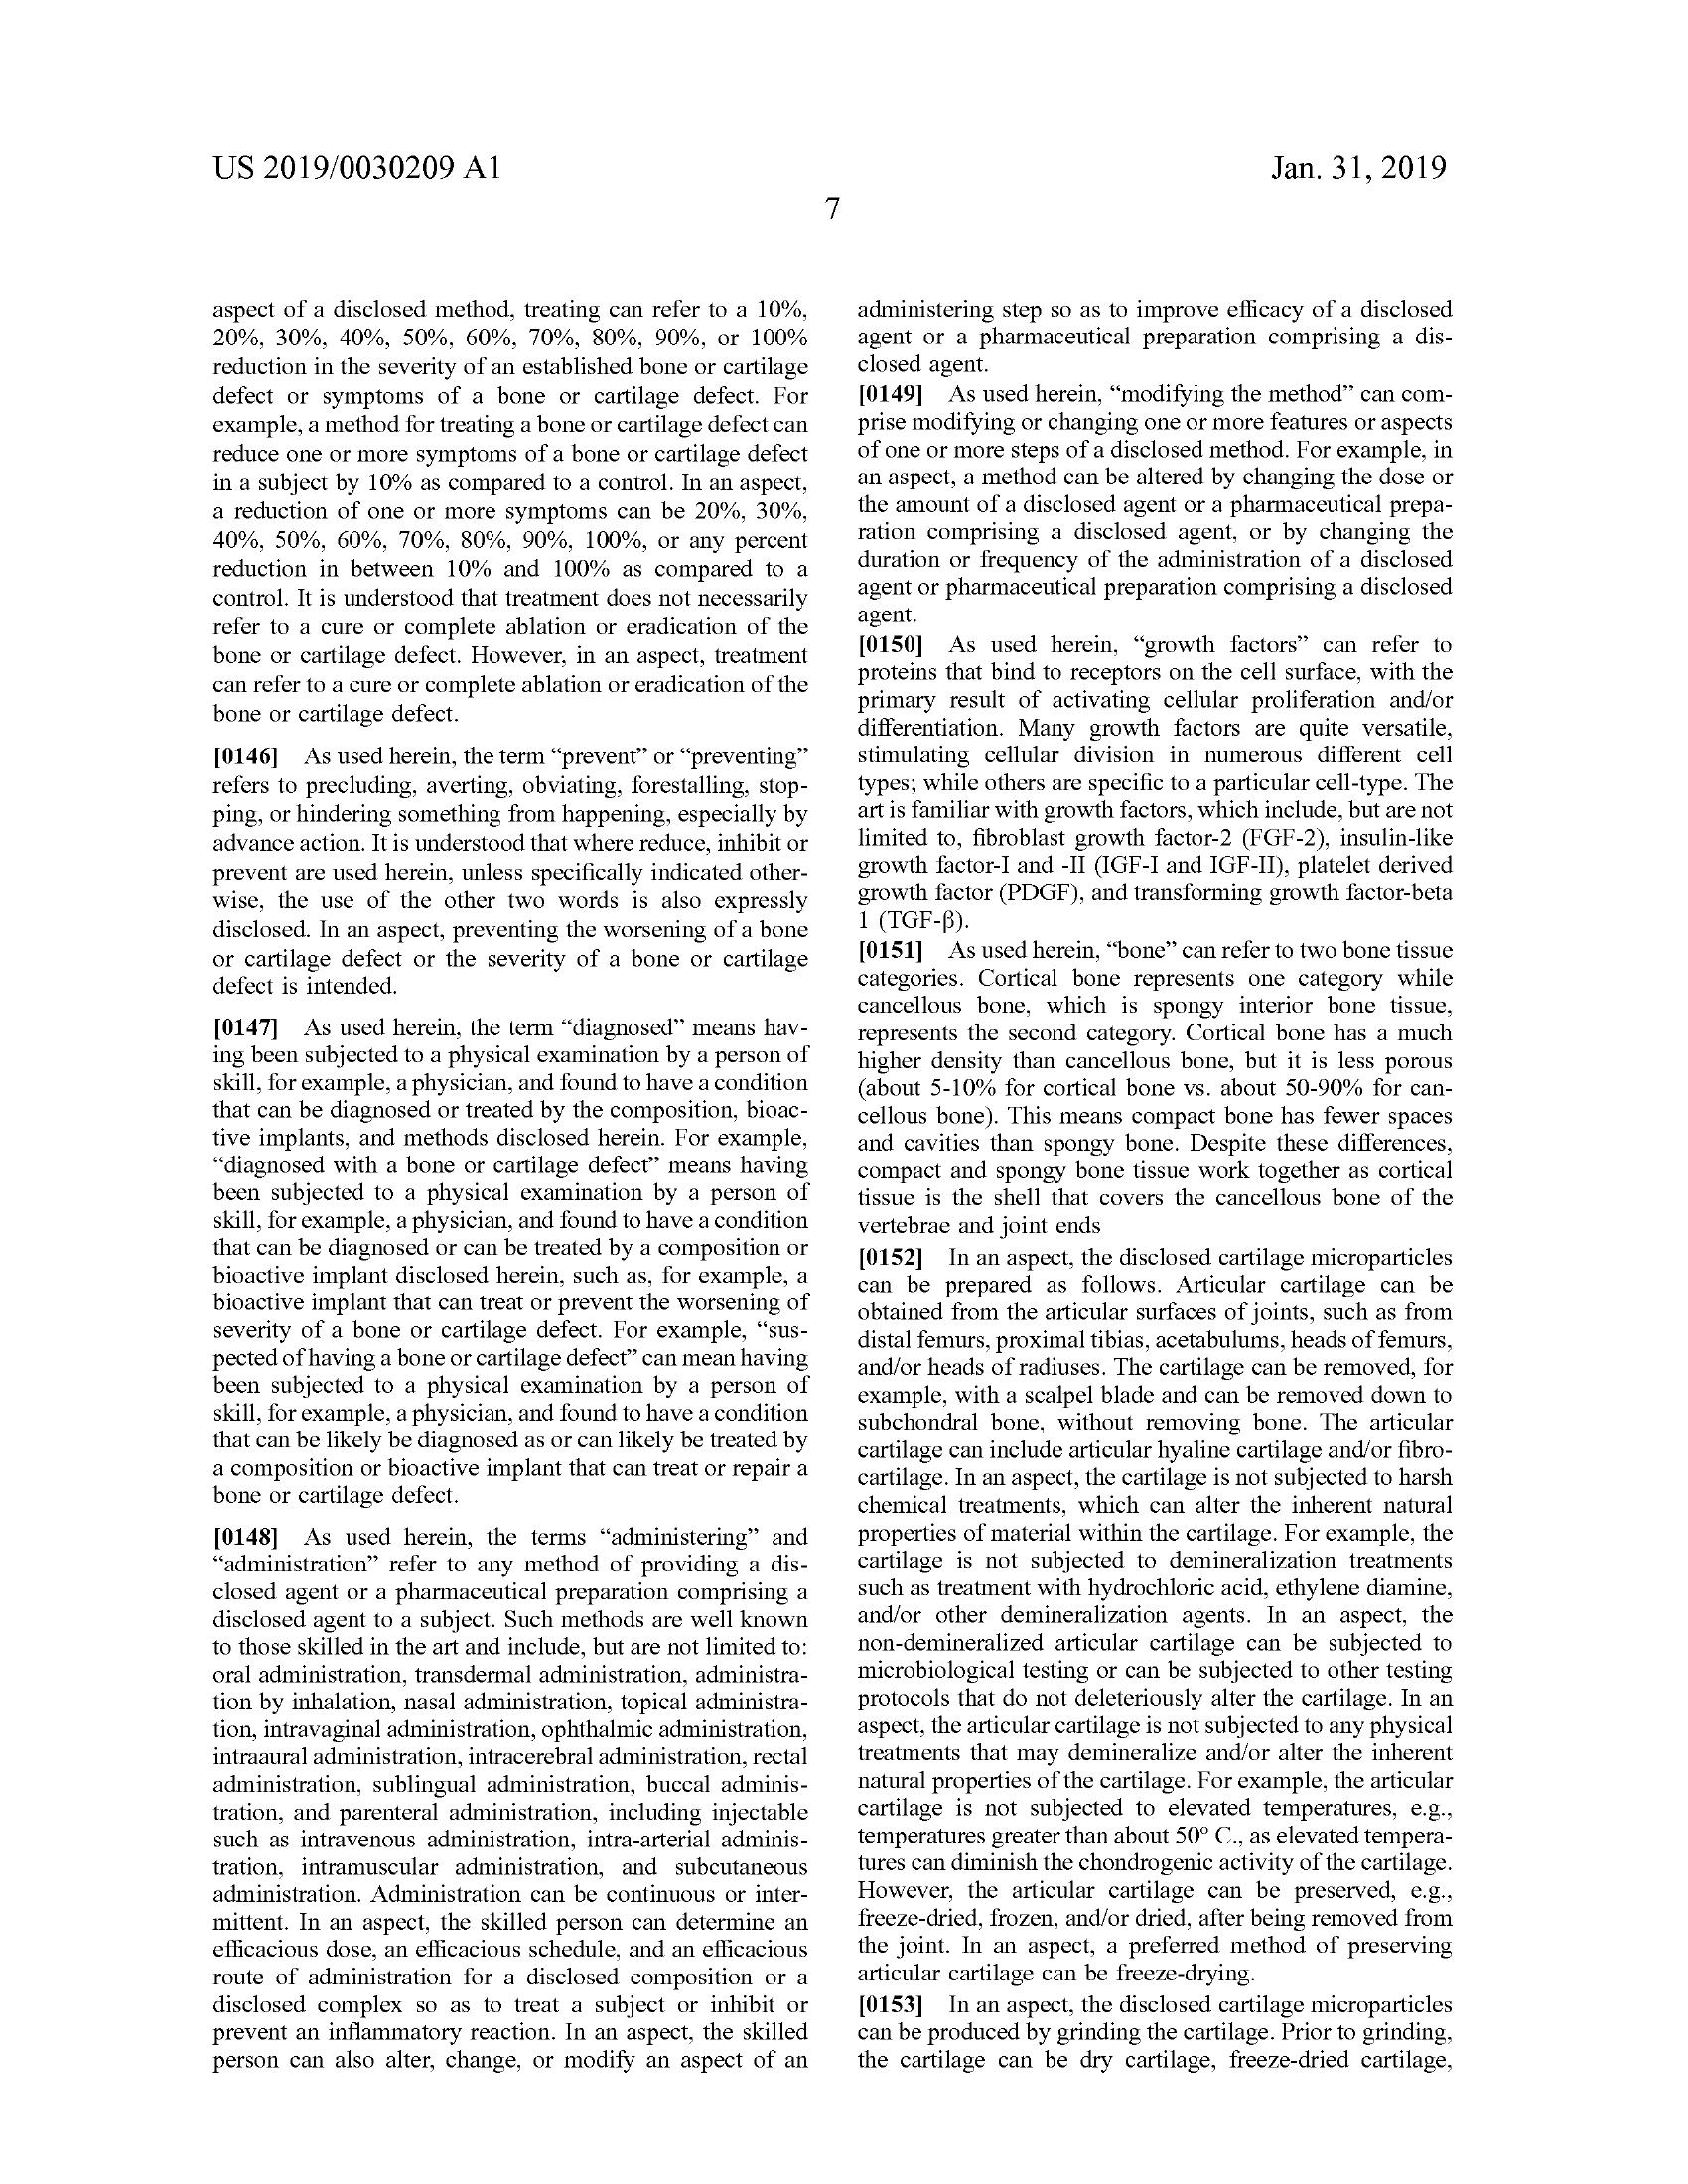 US 2019/0030209 A1
Jan. 31, 2019
7
aspect of a disclosed method, treating can refer to a 10%,
20%, 30%, 40%, 50%, 60%, 70%, 80%, 90%, or 100%
reduction in the severity of an established bone or cartilage
defect or symptoms of a bone or cartilage defect. For
example, a method for treating a bone or cartilage defect can
reduce one or more symptoms of a bone or cartilage defect
in a subject by 10% as compared to a control. In an aspect,
a reduction of one or more symptoms can be 20%, 30%,
40%, 50%, 60%, 70%, 80%, 90%, 100%, or any percent
reduction in between 10% and 100% as compared to a
control. It is understood that treatment does not necessarily
refer to a cure or complete ablation or eradication of the
bone or cartilage defect. However, in an aspect, treatment
can refer to a cure or complete ablation or eradication of the
bone or cartilage defect.
[0146] As used herein, the term “prevent” or “preventing”
refers to precluding, averting, obviating, forestalling, stop-
ping, or hindering something from happening, especially by
advance action. It is understood that where reduce, inhibit or
prevent are used herein, unless specifically indicated other-
wise, the use of the other two words is also expressly
disclosed. In an aspect, preventing the worsening of a bone
or cartilage defect or the severity of a bone or cartilage
defect is intended.
[0147] As used herein, the term “diagnosed” means hav-
ing been subjected to a physical examination by a person of
skill, for example, a physician, and found to have a condition
that can be diagnosed or treated by the composition, bioac-
tive implants, and methods disclosed herein. For example,
“diagnosed with a bone or cartilage defect” means having
been subjected to a physical examination by a person of
skill, for example, a physician, and found to have a condition
that can be diagnosed or can be treated by a composition or
bioactive implant disclosed herein, such as, for example, a
bioactive implant that can treat or prevent the worsening of
severity of a bone or cartilage defect. For example, “sus-
pected of having a bone or cartilage defect” can mean having
been subjected to a physical examination by a person of
skill, for example, a physician, and found to have a condition
that can be likely be diagnosed as or can likely be treated by
a composition or bioactive implant that can treat or repair a
bone or cartilage defect.
[0148] As used herein, the terms “administering” and
“administration” refer to any method of providing a dis-
closed agent or a pharmaceutical preparation comprising a
disclosed agent to a subject. Such methods are well known
to those skilled in the art and include, but are not limited to:
oral administration, transdermal administration, administra-
tion by inhalation, nasal administration, topical administra-
tion, intravaginal administration, ophthalmic administration,
intraaural administration, intracerebral administration, rectal
administration, sublingual administration, buccal adminis-
tration, and parenteral administration, including injectable
such as intravenous administration, intra-arterial adminis-
tration, intramuscular administration, and subcutaneous
administration. Administration can be continuous or inter-
mittent. In an aspect, the skilled person can determine an
efficacious dose, an efficacious schedule, and an efficacious
route of administration for a disclosed composition or a
disclosed complex so as to treat a subject or inhibit or
prevent an inflammatory reaction. In an aspect, the skilled
person can also alter, change, or modify an aspect of an
administering step so as to improve efficacy of a disclosed
agent or a pharmaceutical preparation comprising a dis-
closed agent.
[0149] As used herein, “modifying the method” can com-
prise modifying or changing one or more features or aspects
of one or more steps of a disclosed method. For example, in
an aspect, a method can be altered by changing the dose or
the amount of a disclosed agent or a pharmaceutical prepa-
ration comprising a disclosed agent, or by changing the
duration or frequency of the administration of a disclosed
agent or pharmaceutical preparation comprising a disclosed
agent.
[0150] As used herein, “growth factors” can refer to
proteins that bind to receptors on the cell surface, with the
primary result of activating cellular proliferation and/or
differentiation. Many growth factors are quite versatile,
stimulating cellular division in numerous different cell
types; while others are specific to a particular cell-type. The
art is familiar with growth factors, which include, but are not
limited to, fibroblast growth factor-2 (FGF-2), insulin-like
growth factor-I and -II (IGF-I and IGF-II), platelet derived
growth factor (PDGF), and transforming growth factor-beta
1 (TGF-β).
[0151] As used herein, “bone” can refer to two bone tissue
categories. Cortical bone represents one category while
cancellous bone, which is spongy interior bone tissue,
represents the second category. Cortical bone has a much
higher density than cancellous bone, but it is less porous
(about 5-10% for cortical bone vs. about 50-90% for can-
cellous bone). This means compact bone has fewer spaces
and cavities than spongy bone. Despite these differences,
compact and spongy bone tissue work together as cortical
tissue is the shell that covers the cancellous bone of the
vertebrae and joint ends
[0152] In an aspect, the disclosed cartilage microparticles
can be prepared as follows. Articular cartilage can be
obtained from the articular surfaces of joints, such as from
distal femurs, proximal tibias, acetabulums, heads of femurs,
and/or heads of radiuses. The cartilage can be removed, for
example, with a scalpel blade and can be removed down to
subchondral bone, without removing bone. The articular
cartilage can include articular hyaline cartilage and/or fibro-
cartilage. In an aspect, the cartilage is not subjected to harsh
chemical treatments, which can alter the inherent natural
properties of material within the cartilage. For example, the
cartilage is not subjected to demineralization treatments
such as treatment with hydrochloric acid, ethylene diamine,
and/or other demineralization agents. In an aspect, the
non-demineralized articular cartilage can be subjected to
microbiological testing or can be subjected to other testing
protocols that do not deleteriously alter the cartilage. In an
aspect, the articular cartilage is not subjected to any physical
treatments that may demineralize and/or alter the inherent
natural properties of the cartilage. For example, the articular
cartilage is not subjected to elevated temperatures, e.g.,
temperatures greater than about 50° C., as elevated tempera-
tures can diminish the chondrogenic activity of the cartilage.
However, the articular cartilage can be preserved, e.g.,
freeze-dried, frozen, and/or dried, after being removed from
the joint. In an aspect, a preferred method of preserving
articular cartilage can be freeze-drying.
[0153] In an aspect, the disclosed cartilage microparticles
can be produced by grinding the cartilage. Prior to grinding,
the cartilage can be dry cartilage, freeze-dried cartilage,